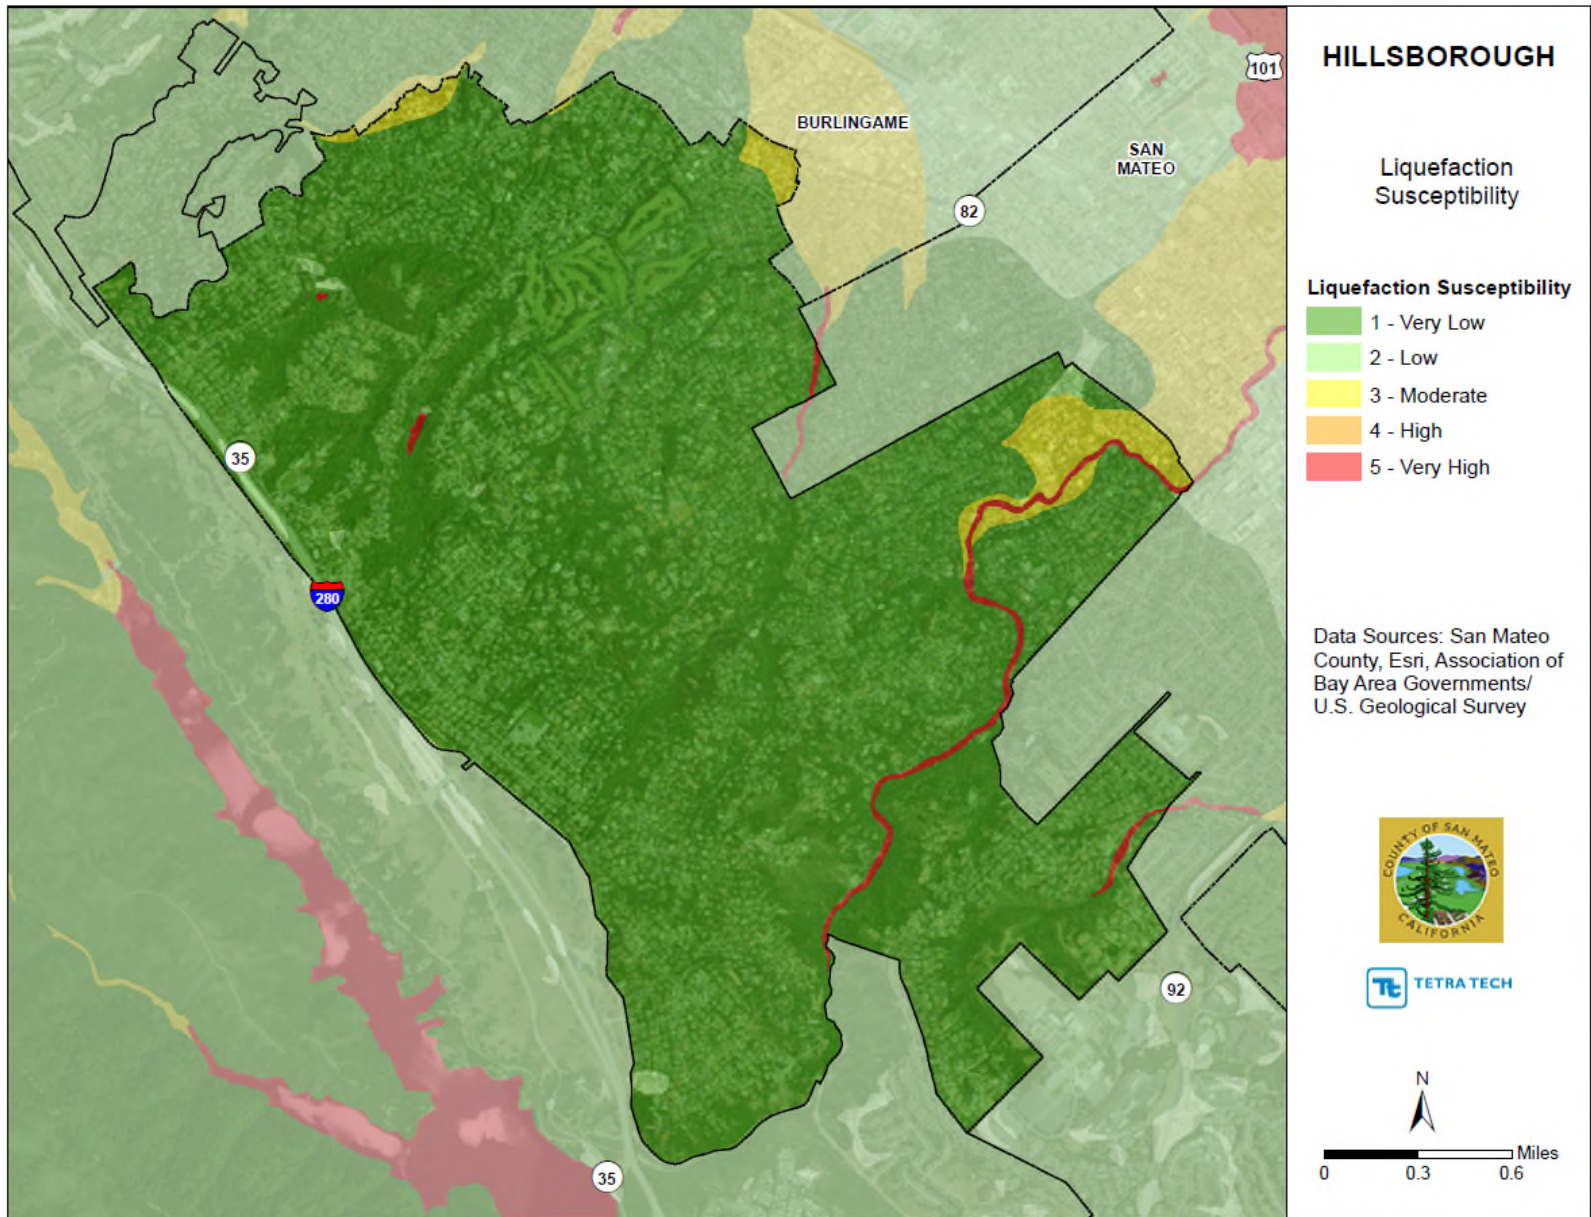 HILLSBOROUGH
Liquefaction
Susceptibility
Liquefaction Susceptibility
1 - Very Low
2 - Low
3 - Moderate
4 - High
5 - Very High
Data Sources: San Mateo
County, Esri, Association of
Bay Area Governments/
U.S. Geological Survey
COUNTY OF SAN MATEO
CALIFORNIA
Tt TETRA TECH
N
Miles
0 0.3 0.6
101
BURLINGAME
SAN
MATEO
82
35
280
92
35